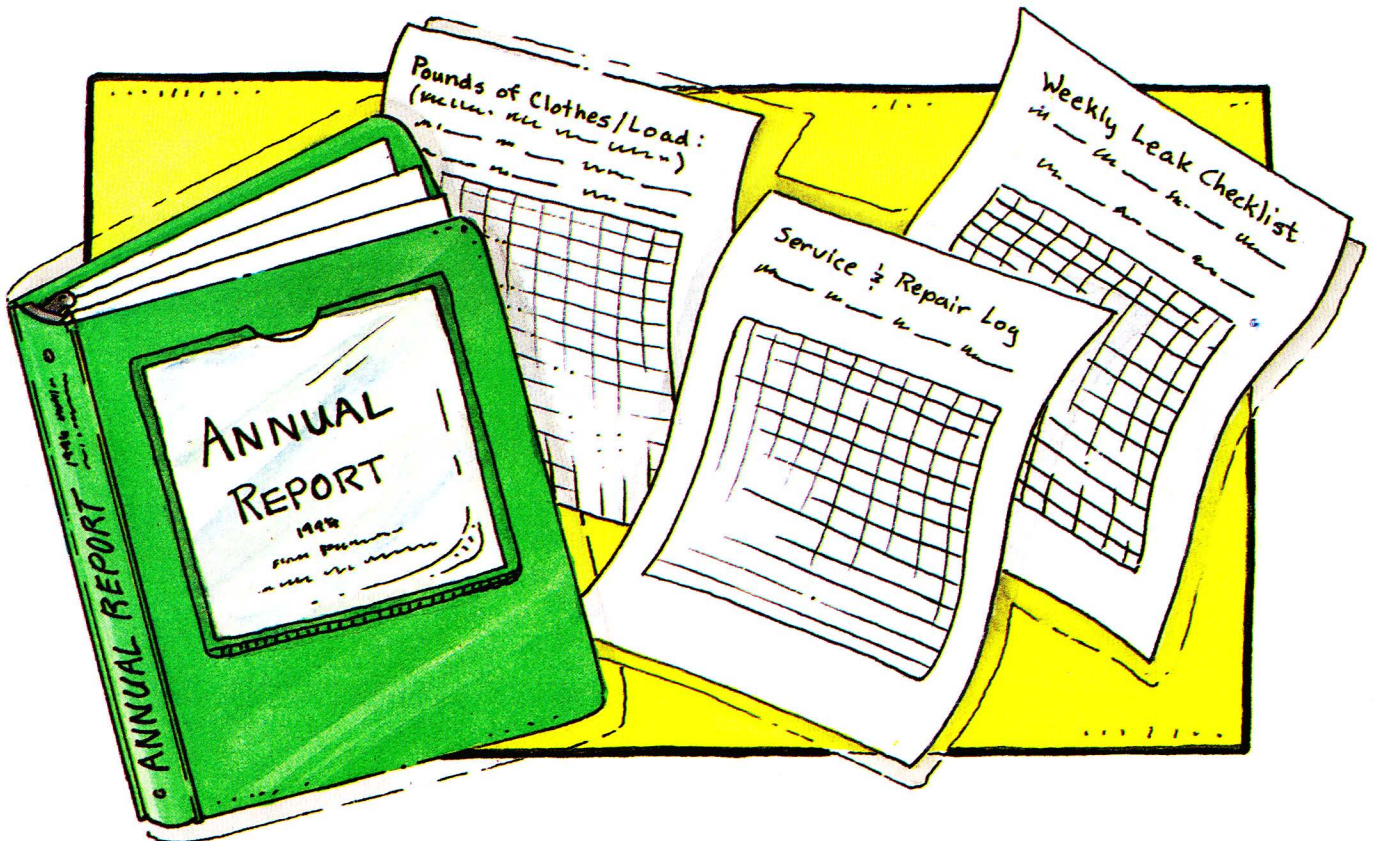 Pounds of Clothes/Load:
Weekly Leak Checklist
Service & Repair Log
ANNUAL
REPORT
ANNUAL REPORT